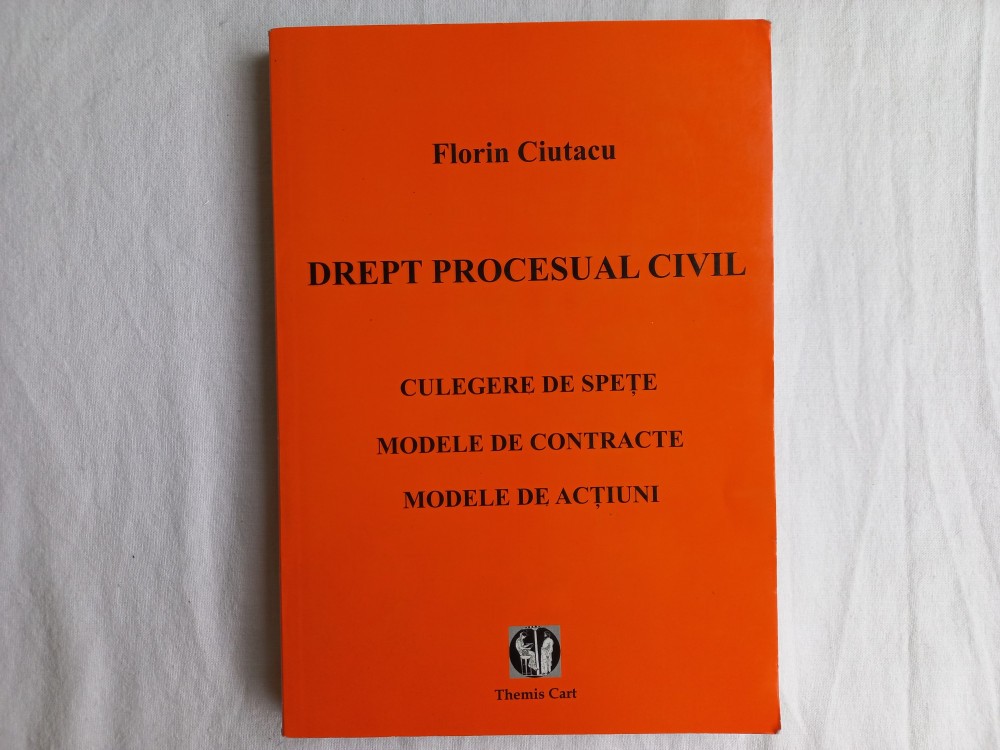 Florin Ciutacu
DREPT PROCESUAL CIVIL
CULEGERE DE SPEȚE
MODELE DE CONTRACTE
MODELE DE ACȚIUNI
Themis Cart